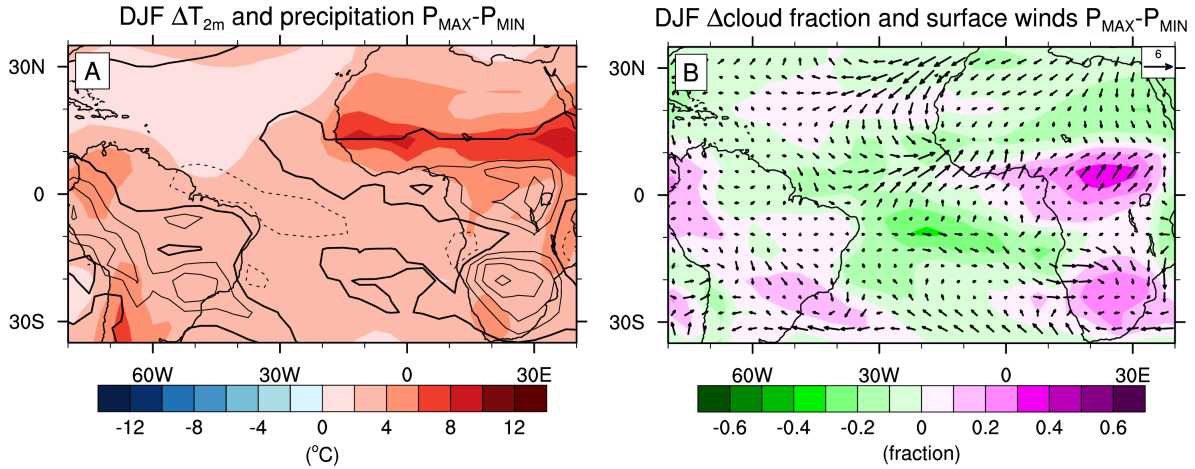 DJF ΔT2m and precipitation PMAX-PMIN
DJF Δcloud fraction and surface winds PMAX-PMIN
A
30N
0
30S
60W
30W
0
30E
-12
-8
-4
0
4
8
12
(°C)
B
6
30N
0
30S
60W
30W
0
30E
-0.6
-0.4
-0.2
0
0.2
0.4
0.6
(fraction)